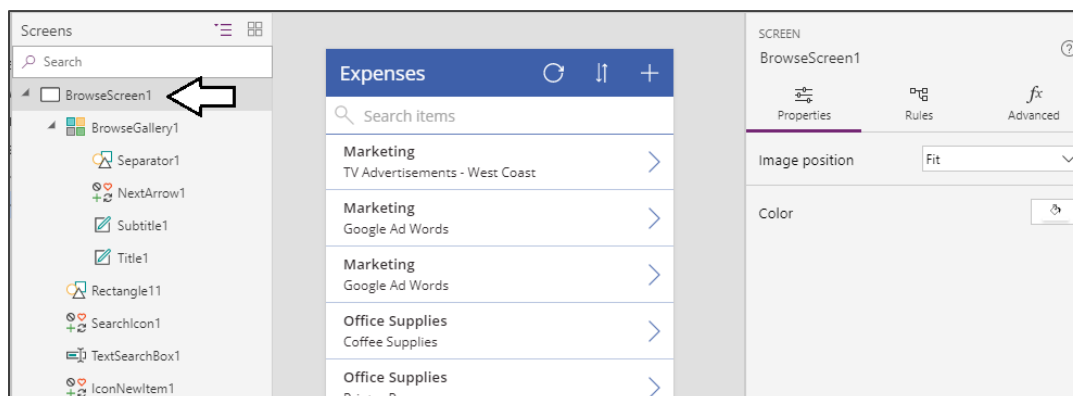 Screens
Search
BrowseScreen1
BrowseGallery1
Separator1
NextArrow1
Subtitle1
Title1
Rectangle11
SearchIcon1
TextSearchBox1
IconNewItem1
Expenses
Search items
Marketing
TV Advertisements - West Coast
Marketing
Google Ad Words
Marketing
Google Ad Words
Office Supplies
Coffee Supplies
Office Supplies
SCREEN
BrowseScreen1
?
Properties Rules fx Advanced
Image position Fit
Color